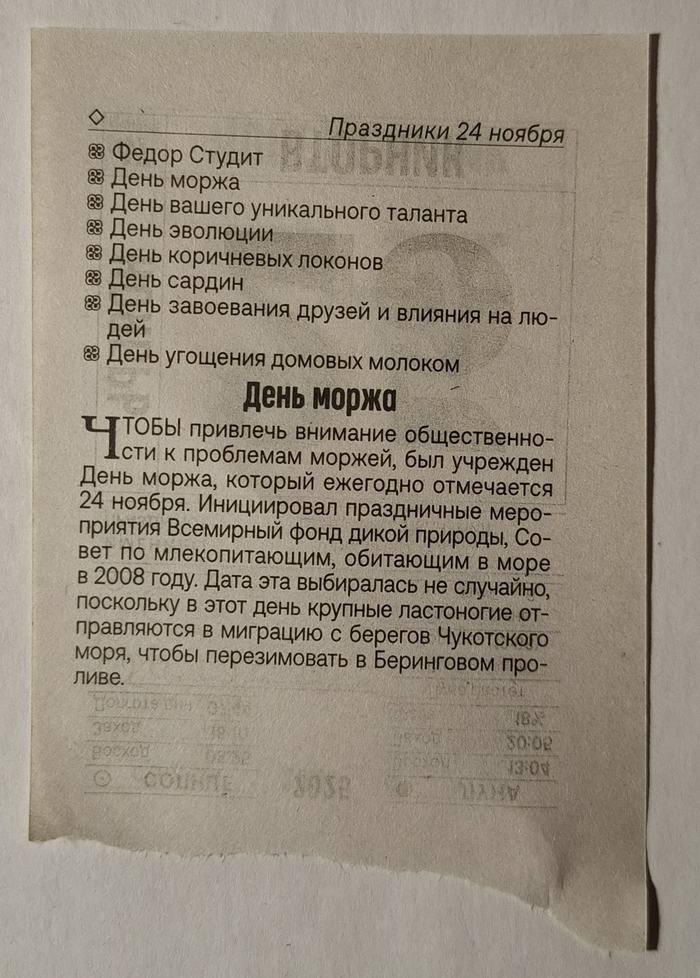 Праздники 24 ноября
Федор Студит
День моржа
День вашего уникального таланта
День эволюции
День коричневых локонов
День сардин
День завоевания друзей и влияния на лю-
дей
День угощения домовых молоком
День моржа
ЧТОБЫ привлечь внимание общественно-
сти к проблемам моржей, был учрежден
День моржа, который ежегодно отмечается
24 ноября. Инициировал праздничные меро-
приятия Всемирный фонд дикой природы, Со-
вет по млекопитающим, обитающим в море
в 2008 году. Дата эта выбиралась не случайно,
поскольку в этот день крупные ластоногие от-
правляются в миграцию с берегов Чукотского
моря, чтобы перезимовать в Беринговом про-
ливе.